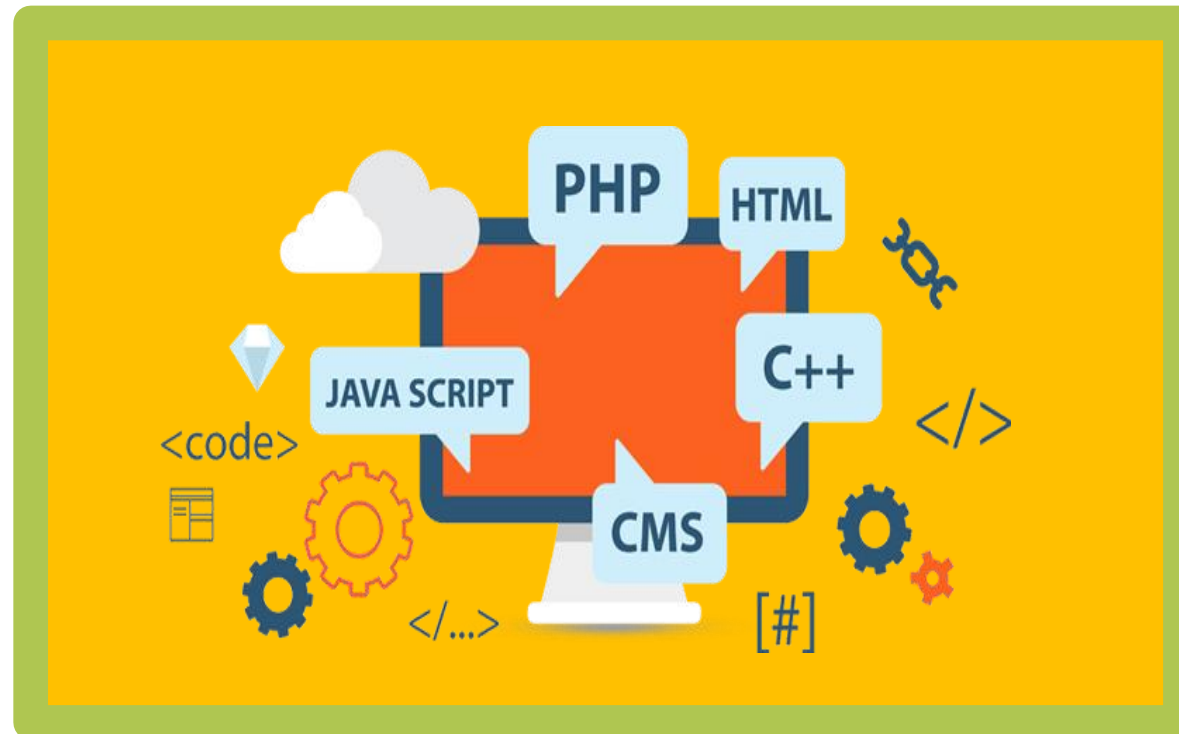 PHP
HTML
C++
JAVA SCRIPT
</>
<code>
CMS
</...>
[#]